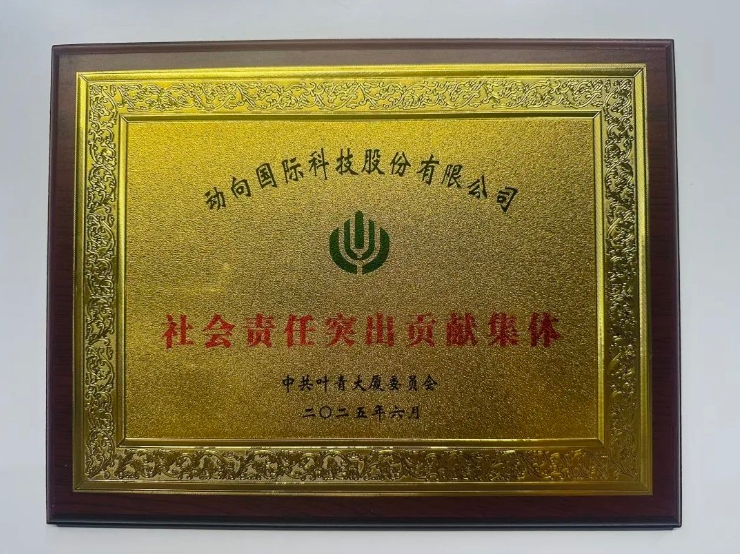 动向国际科技股份有限公司
社会责任突出贡献集体
中共叶青大厦委员会
二〇二五年六月